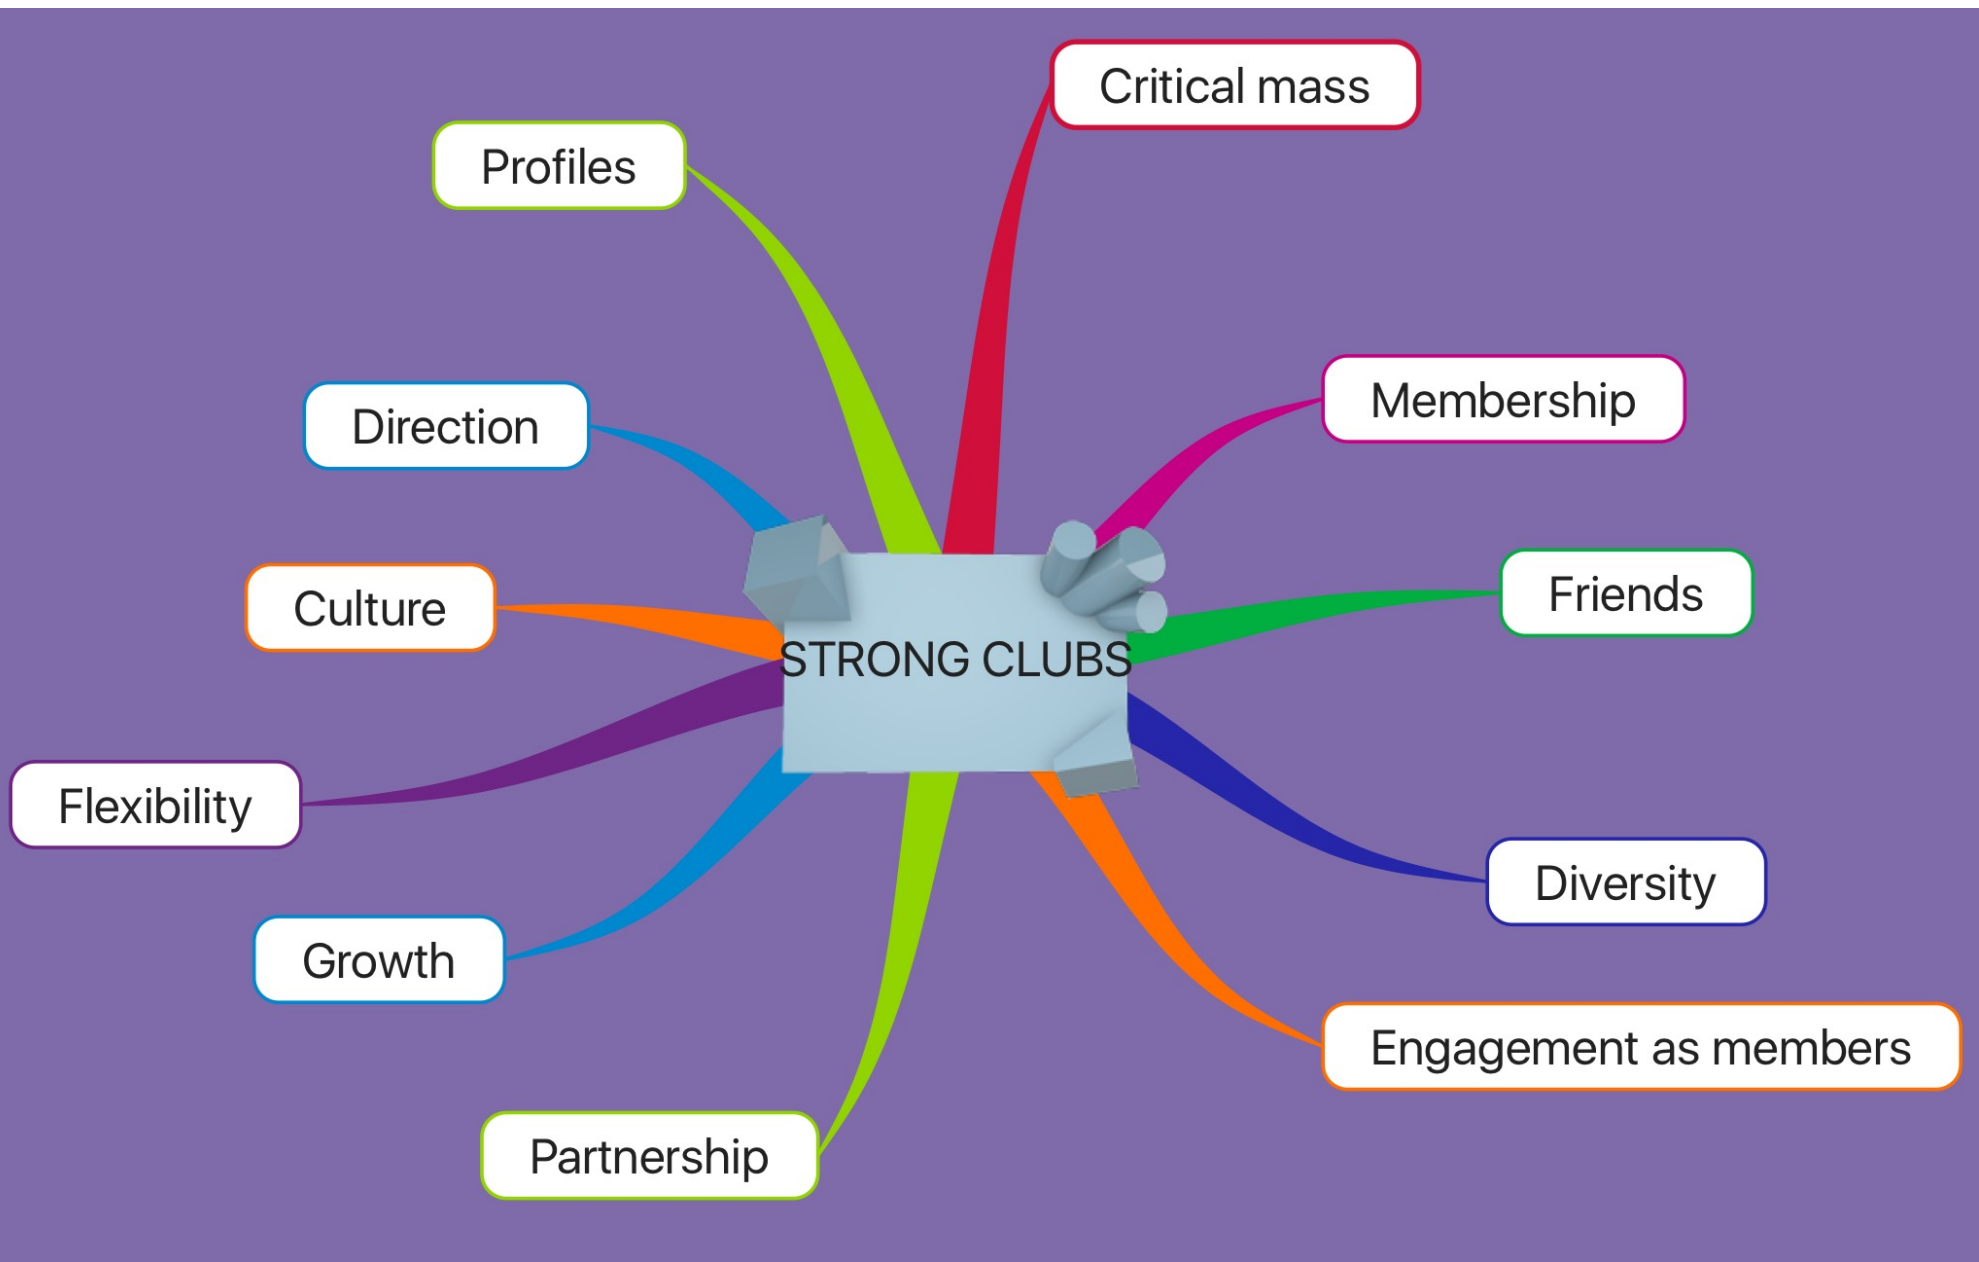 Critical mass
Profiles
Membership
Direction
Friends
Culture
STRONG CLUBS
Flexibility
Diversity
Growth
Engagement as members
Partnership